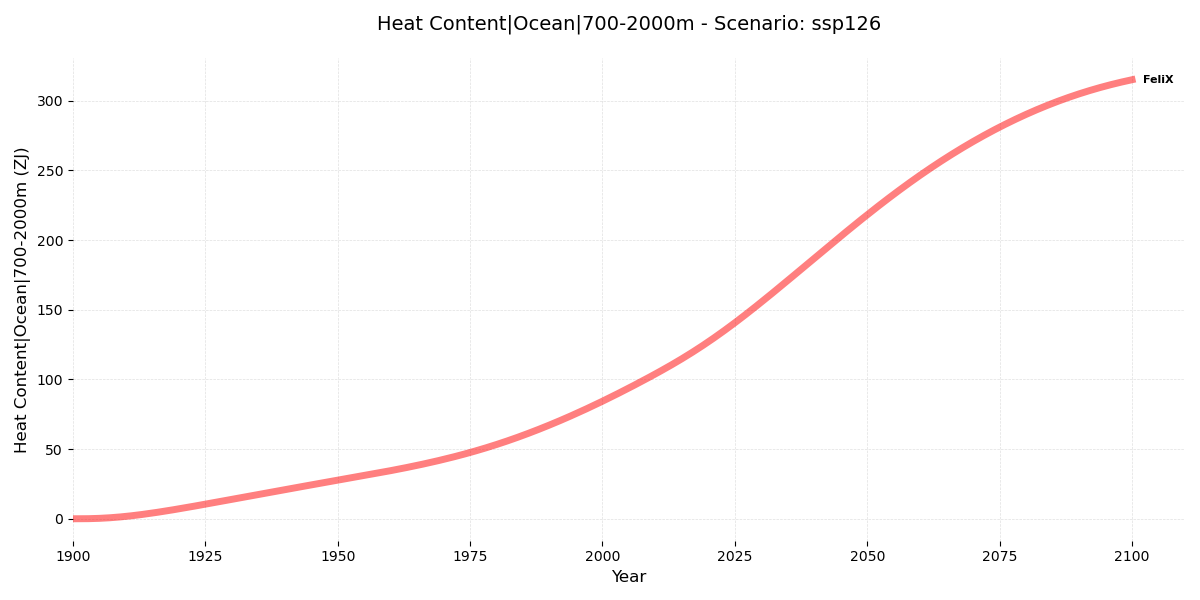 Heat Content|Ocean|700-2000m - Scenario: ssp126
FeliX
300
250
200
150
100
50
0
Heat Content|Ocean|700-2000m (ZJ)
1900 1925 1950 1975 2000 2025 2050 2075 2100
Year